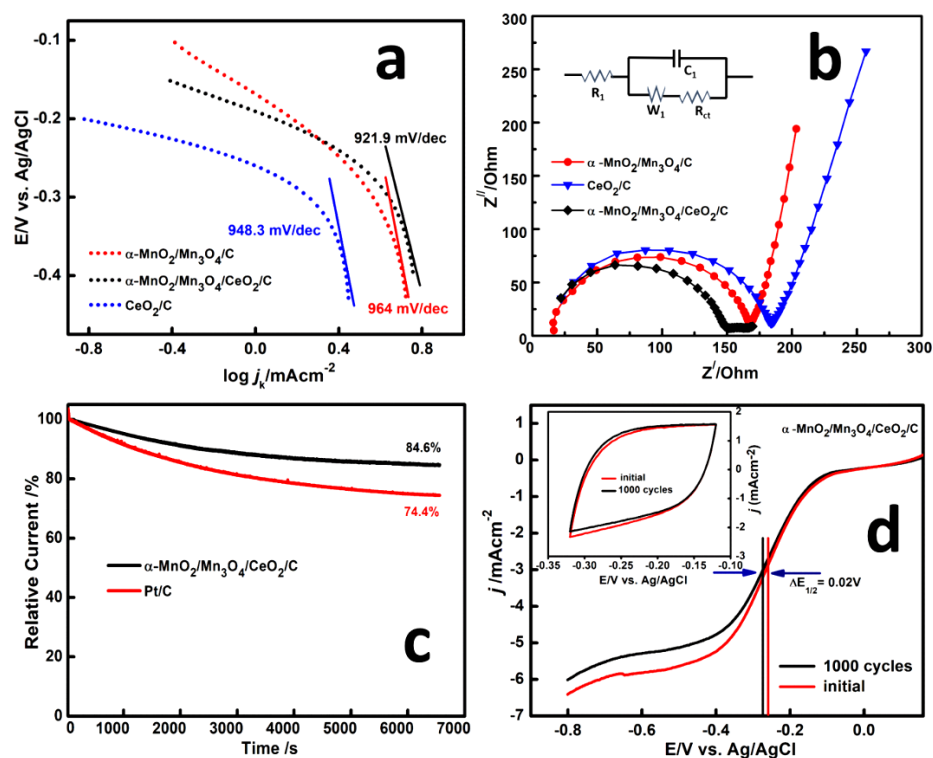 a
E/V vs. Ag/AgCl
-0.1
-0.2
-0.3
-0.4
921.9 mV/dec
948.3 mV/dec
964 mV/dec
α-MnO₂/Mn₃O₄/C
α-MnO₂/Mn₃O₄/CeO₂/C
CeO₂/C
-0.8
-0.4
0.0
0.4
0.8
log jₖ/mAcm⁻²
b
Z^//Ohm
300
250
200
150
100
50
0
C₁
R₁
W₁
Rct
α -MnO₂/Mn₃O₄/C
CeO₂/C
α -MnO₂/Mn₃O₄/CeO₂/C
0
50
100
150
200
250
300
Z^//Ohm
c
Relative Current /%
100
80
60
40
20
0
84.6%
74.4%
α-MnO₂/Mn₃O₄/CeO₂/C
Pt/C
0
1000
2000
3000
4000
5000
6000
7000
Time /s
d
j /mAcm⁻²
1
0
-1
-2
-3
-4
-5
-6
-7
α -MnO₂/Mn₃O₄/CeO₂/C
initial
1000 cycles
2
1
0
-1
-2
-3
j (mAcm⁻²)
-0.35
-0.30
-0.25
-0.20
-0.15
-0.10
E/V vs. Ag/AgCl
ΔE₁/₂= 0.02V
1000 cycles
initial
-0.8
-0.6
-0.4
-0.2
0.0
E/V vs. Ag/AgCl